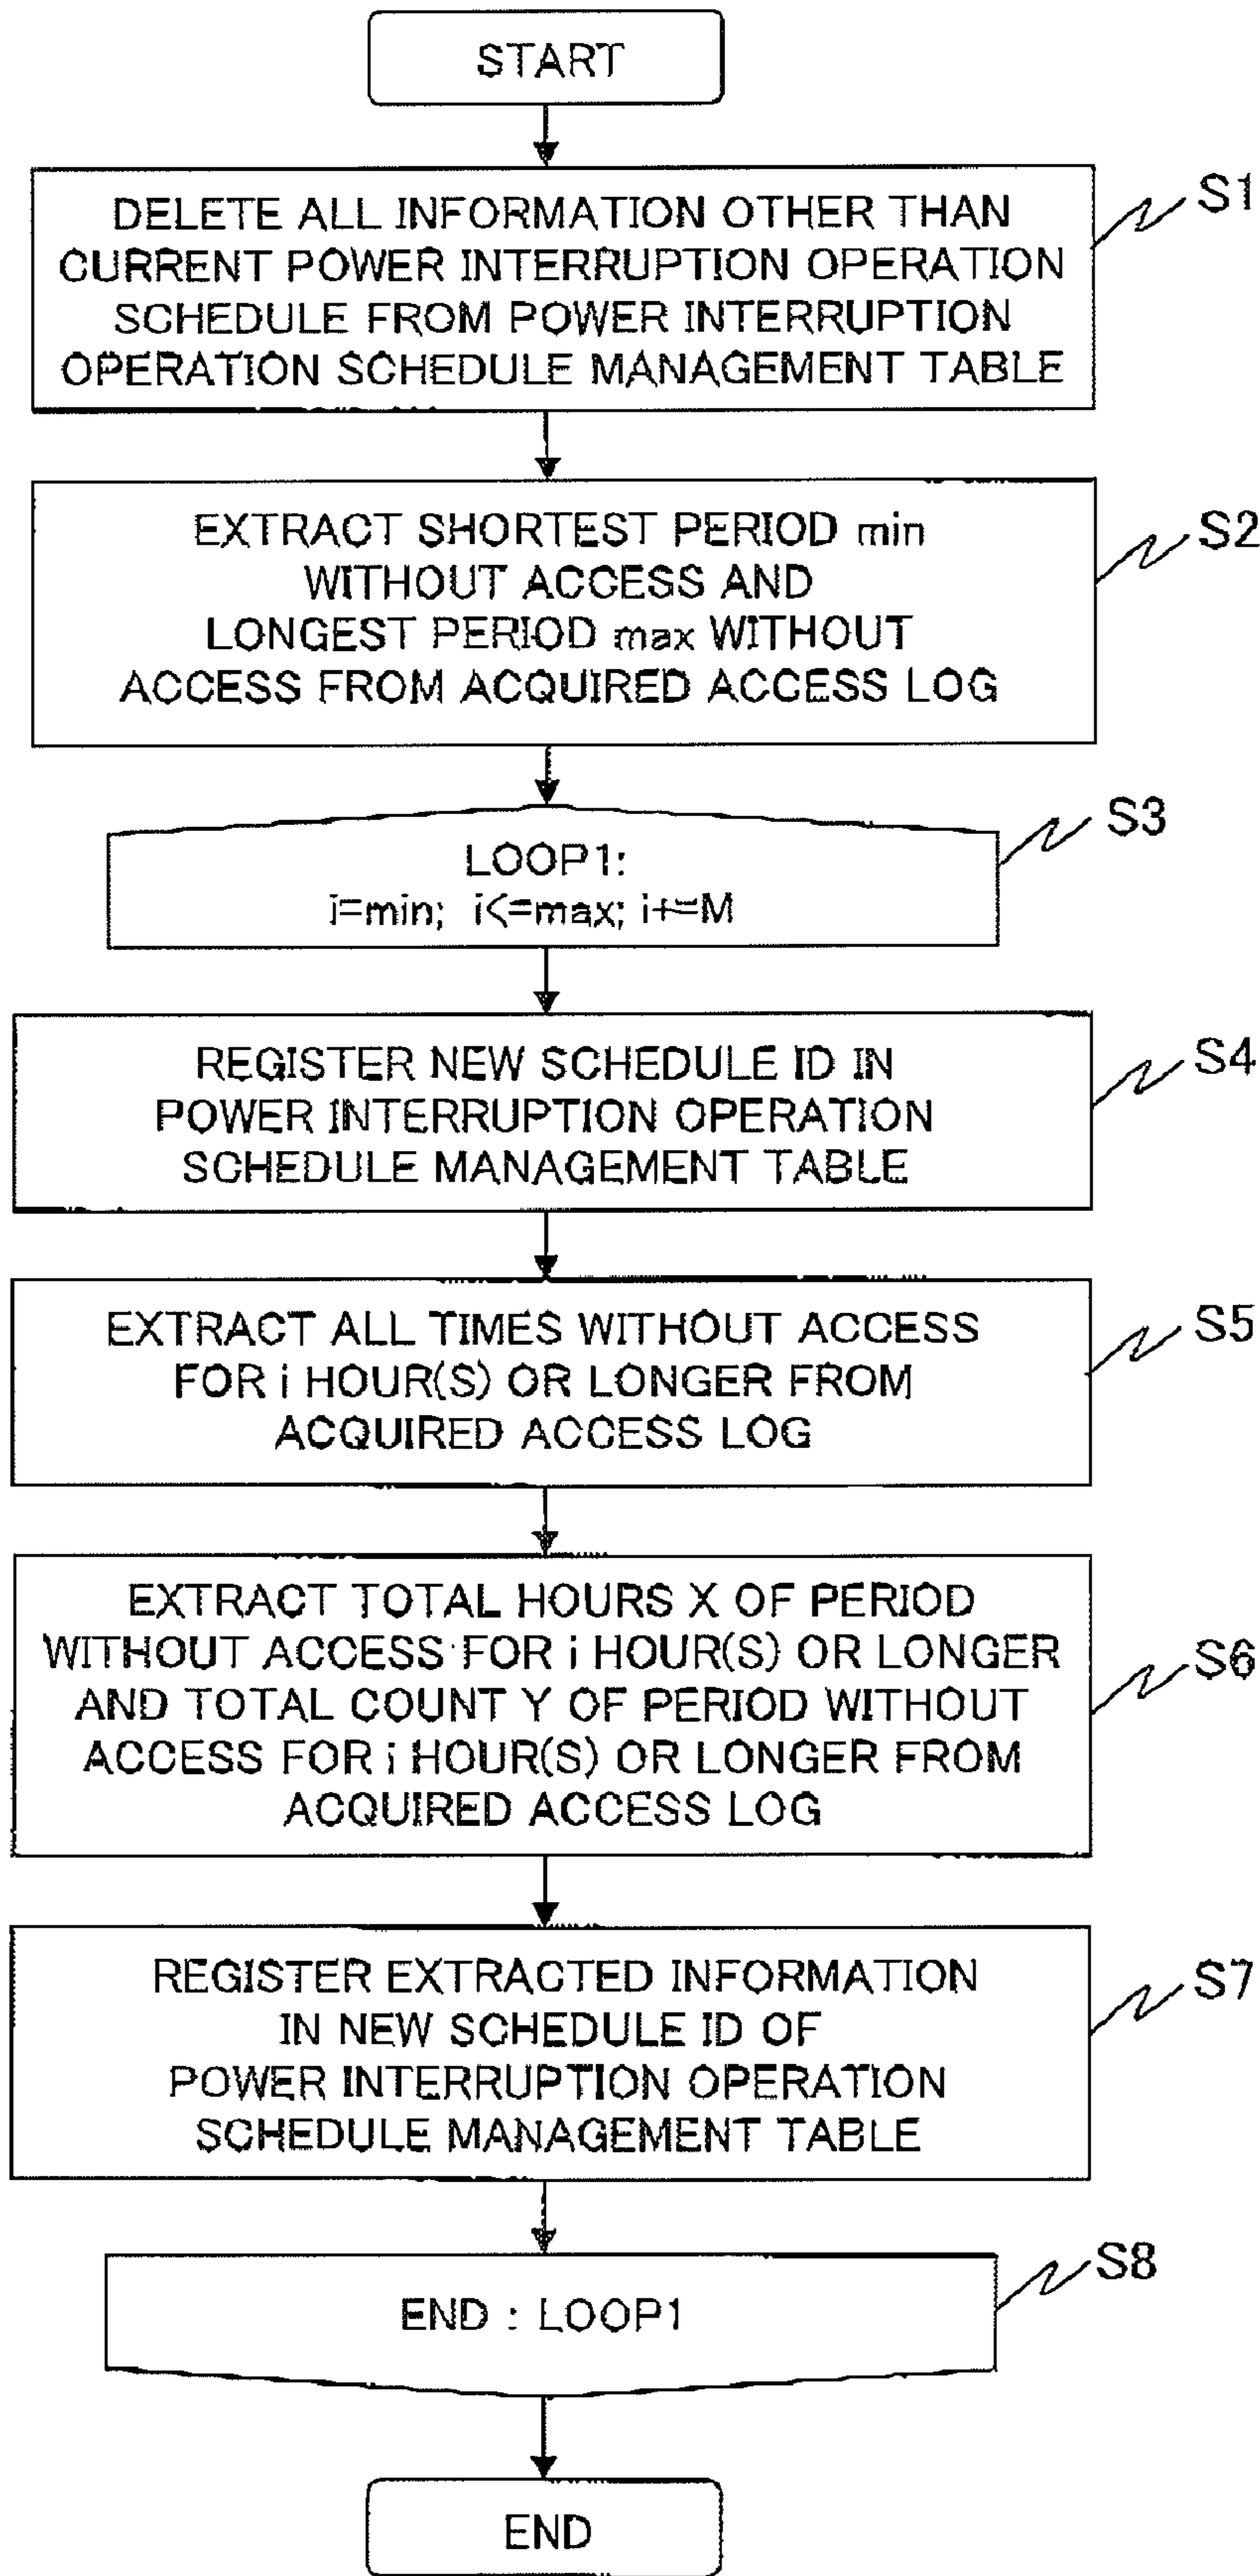 START
DELETE ALL INFORMATION OTHER THAN
CURRENT POWER INTERRUPTION OPERATION
SCHEDULE FROM POWER INTERRUPTION
OPERATION SCHEDULE MANAGEMENT TABLE
S1
EXTRACT SHORTEST PERIOD min
WITHOUT ACCESS AND
LONGEST PERIOD max WITHOUT
ACCESS FROM ACQUIRED ACCESS LOG
S2
LOOP1:
i=min; i<=max; i+=M
S3
REGISTER NEW SCHEDULE ID IN
POWER INTERRUPTION OPERATION
SCHEDULE MANAGEMENT TABLE
S4
EXTRACT ALL TIMES WITHOUT ACCESS
FOR i HOUR(S) OR LONGER FROM
ACQUIRED ACCESS LOG
S5
EXTRACT TOTAL HOURS X OF PERIOD
WITHOUT ACCESS FOR i HOUR(S) OR LONGER
AND TOTAL COUNT Y OF PERIOD WITHOUT
ACCESS FOR i HOUR(S) OR LONGER FROM
ACQUIRED ACCESS LOG
S6
REGISTER EXTRACTED INFORMATION
IN NEW SCHEDULE ID OF
POWER INTERRUPTION OPERATION
SCHEDULE MANAGEMENT TABLE
S7
END : LOOP1
S8
END